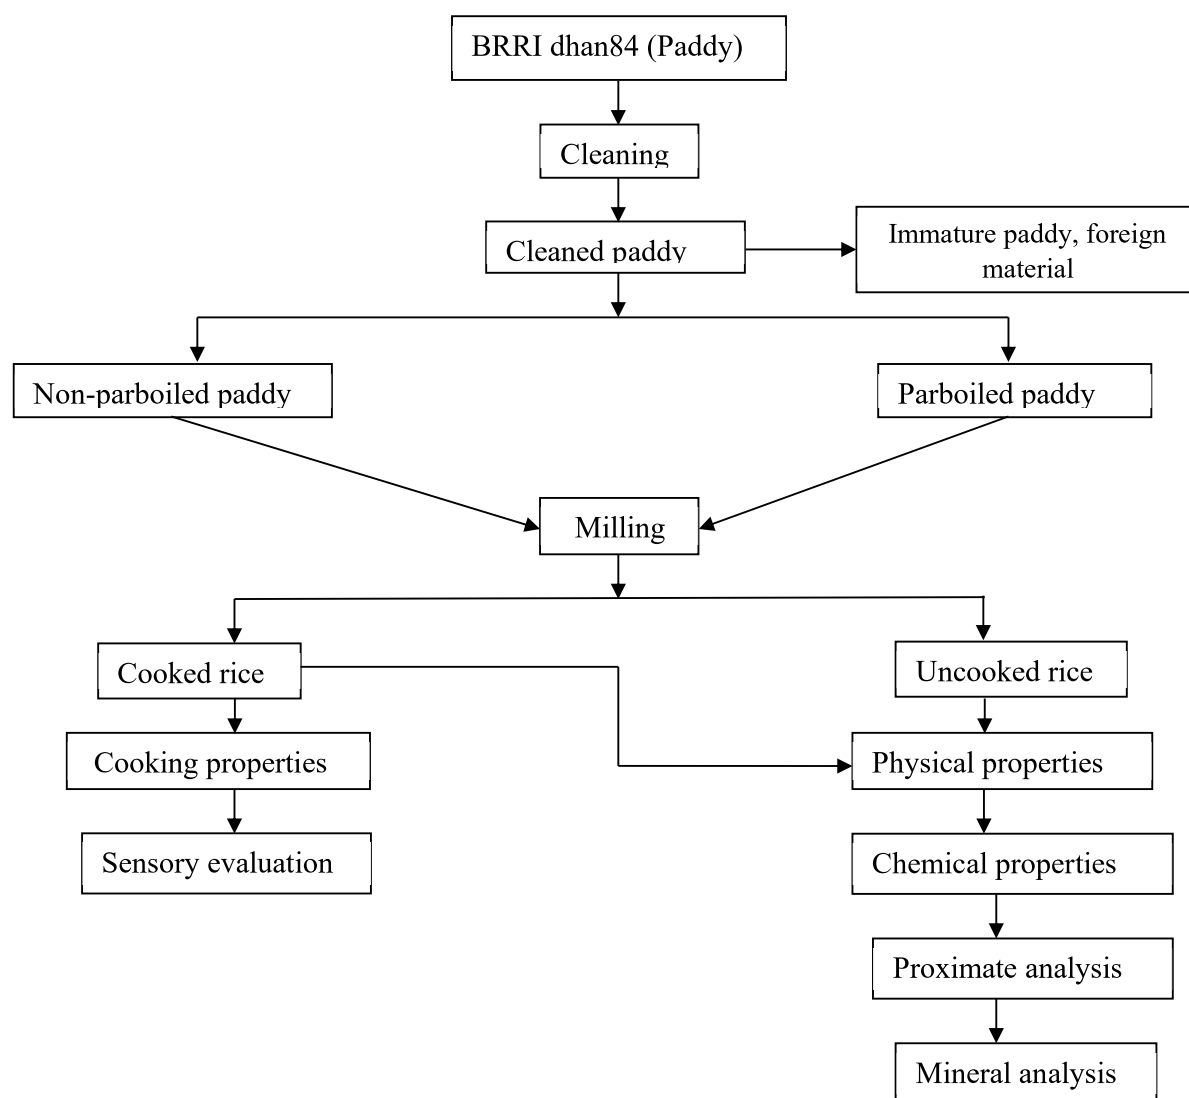 BRRI dhan84 (Paddy)
Cleaning
Cleaned paddy
Immature paddy, foreign
material
Non-parboiled paddy
Parboiled paddy
Milling
Cooked rice
Uncooked rice
Cooking properties
Physical properties
Sensory evaluation
Chemical properties
Proximate analysis
Mineral analysis